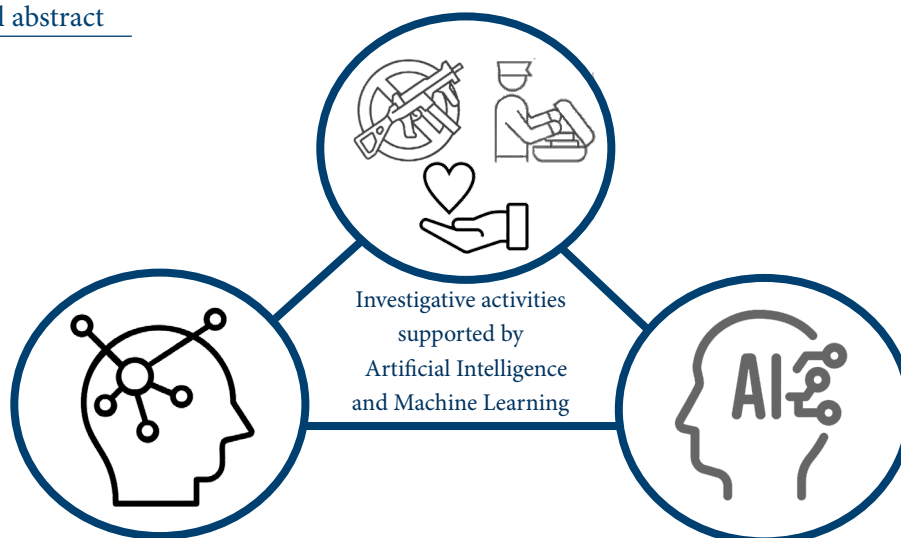 l abstract
Investigative activities
supported by
Artificial Intelligence
and Machine Learning
AI